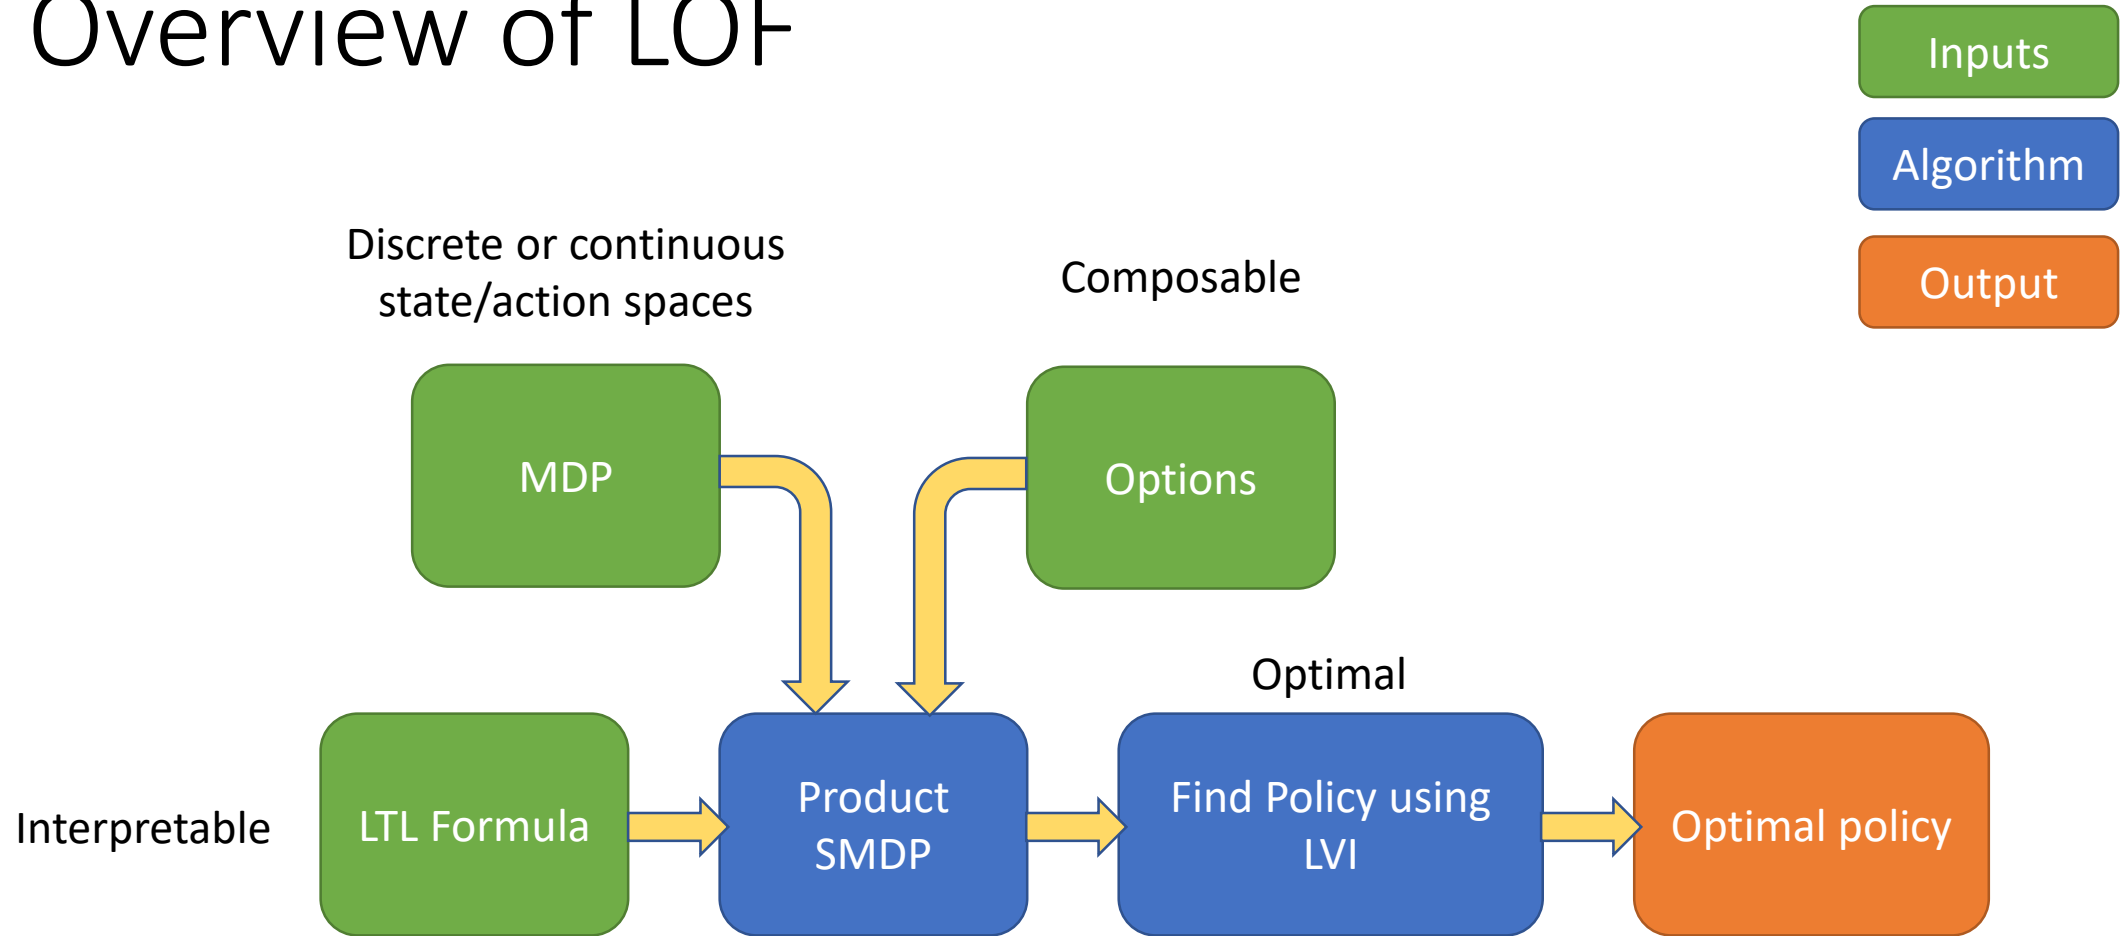 Overview of LOF
Inputs
Algorithm
Output
Discrete or continuous
state/action spaces
Composable
MDP
Options
Optimal
Interpretable
LTL Formula
Product
SMDP
Find Policy using
LVI
Optimal policy